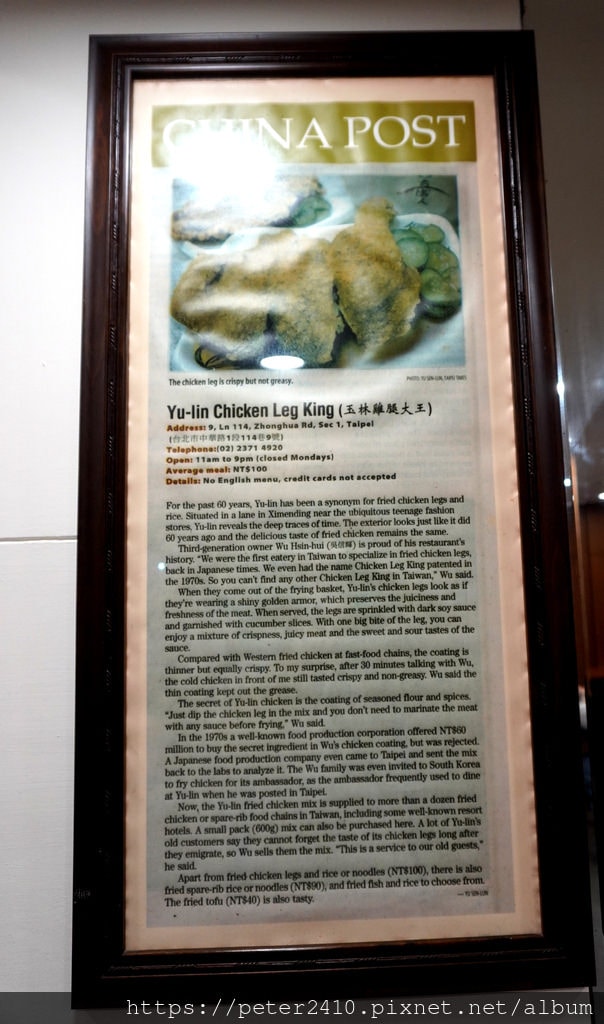 CHINA POST
The chicken leg is crispy but not greasy.
PHOTO: YU SEN-LUN, TAIPEI TIMES
Yu-lin Chicken Leg King (玉林雞腿大王)
Address: 9, Ln 114, Zhonghua Rd, Sec 1, Taipei
(台北市中華路1段114巷9號)
Telephone:(02) 2371 4920
Open: 11am to 9pm (closed Mondays)
Average meal: NT$100
Details: No English menu, credit cards not accepted
For the past 60 years, Yu-lin has been a synonym for fried chicken legs and
rice. Situated in a lane in Ximending near the ubiquitous teenage fashion
stores, Yu-lin reveals the deep traces of time. The exterior looks just like it did
60 years ago and the delicious taste of fried chicken remains the same.
Third-generation owner Wu Hsin-hui (吳信輝) is proud of his restaurant's
history. “We were the first eatery in Taiwan to specialize in fried chicken legs,
back in Japanese times. We even had the name Chicken Leg King patented in
the 1970s. So you can't find any other Chicken Leg King in Taiwan,” Wu said.
When they come out of the frying basket, Yu-lin's chicken legs look as if
they're wearing a shiny golden armor, which preserves the juiciness and
freshness of the meat. When served, the legs are sprinkled with dark soy sauce
and garnished with cucumber slices. With one big bite of the leg, you can
enjoy a mixture of crispness, juicy meat and the sweet and sour tastes of the
sauce.
Compared with Western fried chicken at fast-food chains, the coating is
thinner but equally crispy. To my surprise, after 30 minutes talking with Wu,
the cold chicken in front of me still tasted crispy and non-greasy. Wu said the
thin coating kept out the grease.
The secret of Yu-lin chicken is the coating of seasoned flour and spices.
“Just dip the chicken leg in the mix and you don't need to marinate the meat
with any sauce before frying,” Wu said.
In the 1970s a well-known food production corporation offered NT$60
million to buy the secret ingredient in Wu's chicken coating, but was rejected.
A Japanese food production company even came to Taipei and sent the mix
back to the labs to analyze it. The Wu family was even invited to South Korea
to fry chicken for its ambassador, as the ambassador frequently used to dine
at Yu-lin when he was posted in Taipei.
Now, the Yu-lin fried chicken mix is supplied to more than a dozen fried
chicken or spare-rib food chains in Taiwan, including some well-known resort
hotels. A small pack (600g) mix can also be purchased here. A lot of Yu-lin's
old customers say they cannot forget the taste of its chicken legs long after
they emigrate, so Wu sells them the mix. “This is a service to our old guests,”
he said.
Apart from fried chicken legs and rice or noodles (NT$100), there is also
fried spare-rib rice or noodles (NT$90), and fried fish and rice to choose from.
The fried tofu (NT$40) is also tasty.
— YU SEN-LUN
https://peter2410.pixnet.net/album